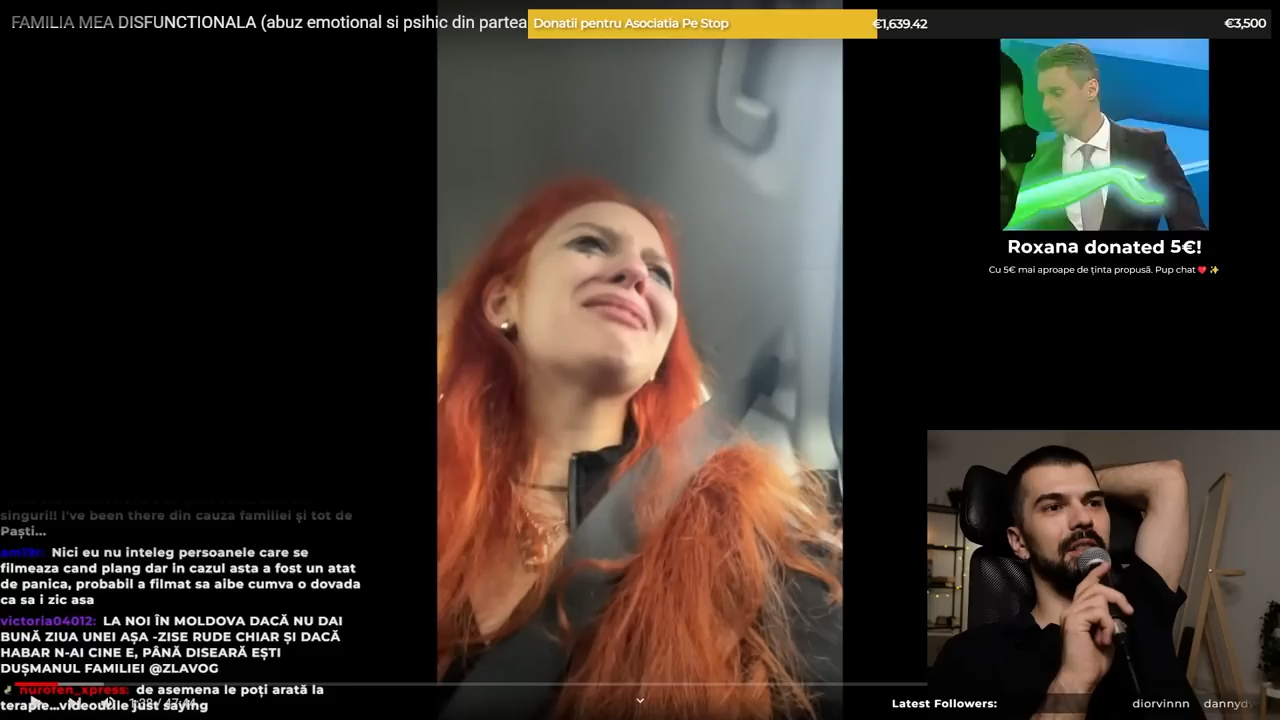 FAMILIA MEA DISFUNCTIONALA (abuz emotional si psihic din partea
Donatii pentru Asociatia Pe Stop
€1,639.42
€3,500
Roxana donated 5€!
Cu 5€ mai aproape de ținta propusă. Pup chat❤️ ✨
singuri!! I've been there din cauza familiei și tot de
Paști...
Nici eu nu inteleg persoanele care se
filmeaza cand plang dar in cazul asta a fost un atat
de panica, probabil a filmat sa aibe cumva o dovada
ca sa i zic asa
victoria04012: LA NOI ÎN MOLDOVA DACĂ NU DAI
BUNĂ ZIUA UNEI AȘA -ZISE RUDE CHIAR ȘI DACĂ
HABAR N-AI CINE E, PÂNĂ DISEARĂ EȘTI
DUȘMANUL FAMILIEI @ZLAVOG
nurofen_xpress: de asemena le poți arată la
terapie...videourile just saying
Latest Followers:
diorvinnn